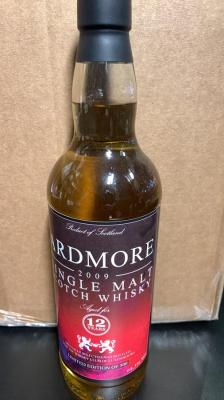 Product of Scotland
ARDMORE
2009
SINGLE MALT
SCOTCH WHISKY
Aged for
12
YEARS
LIMITED EDITION OF